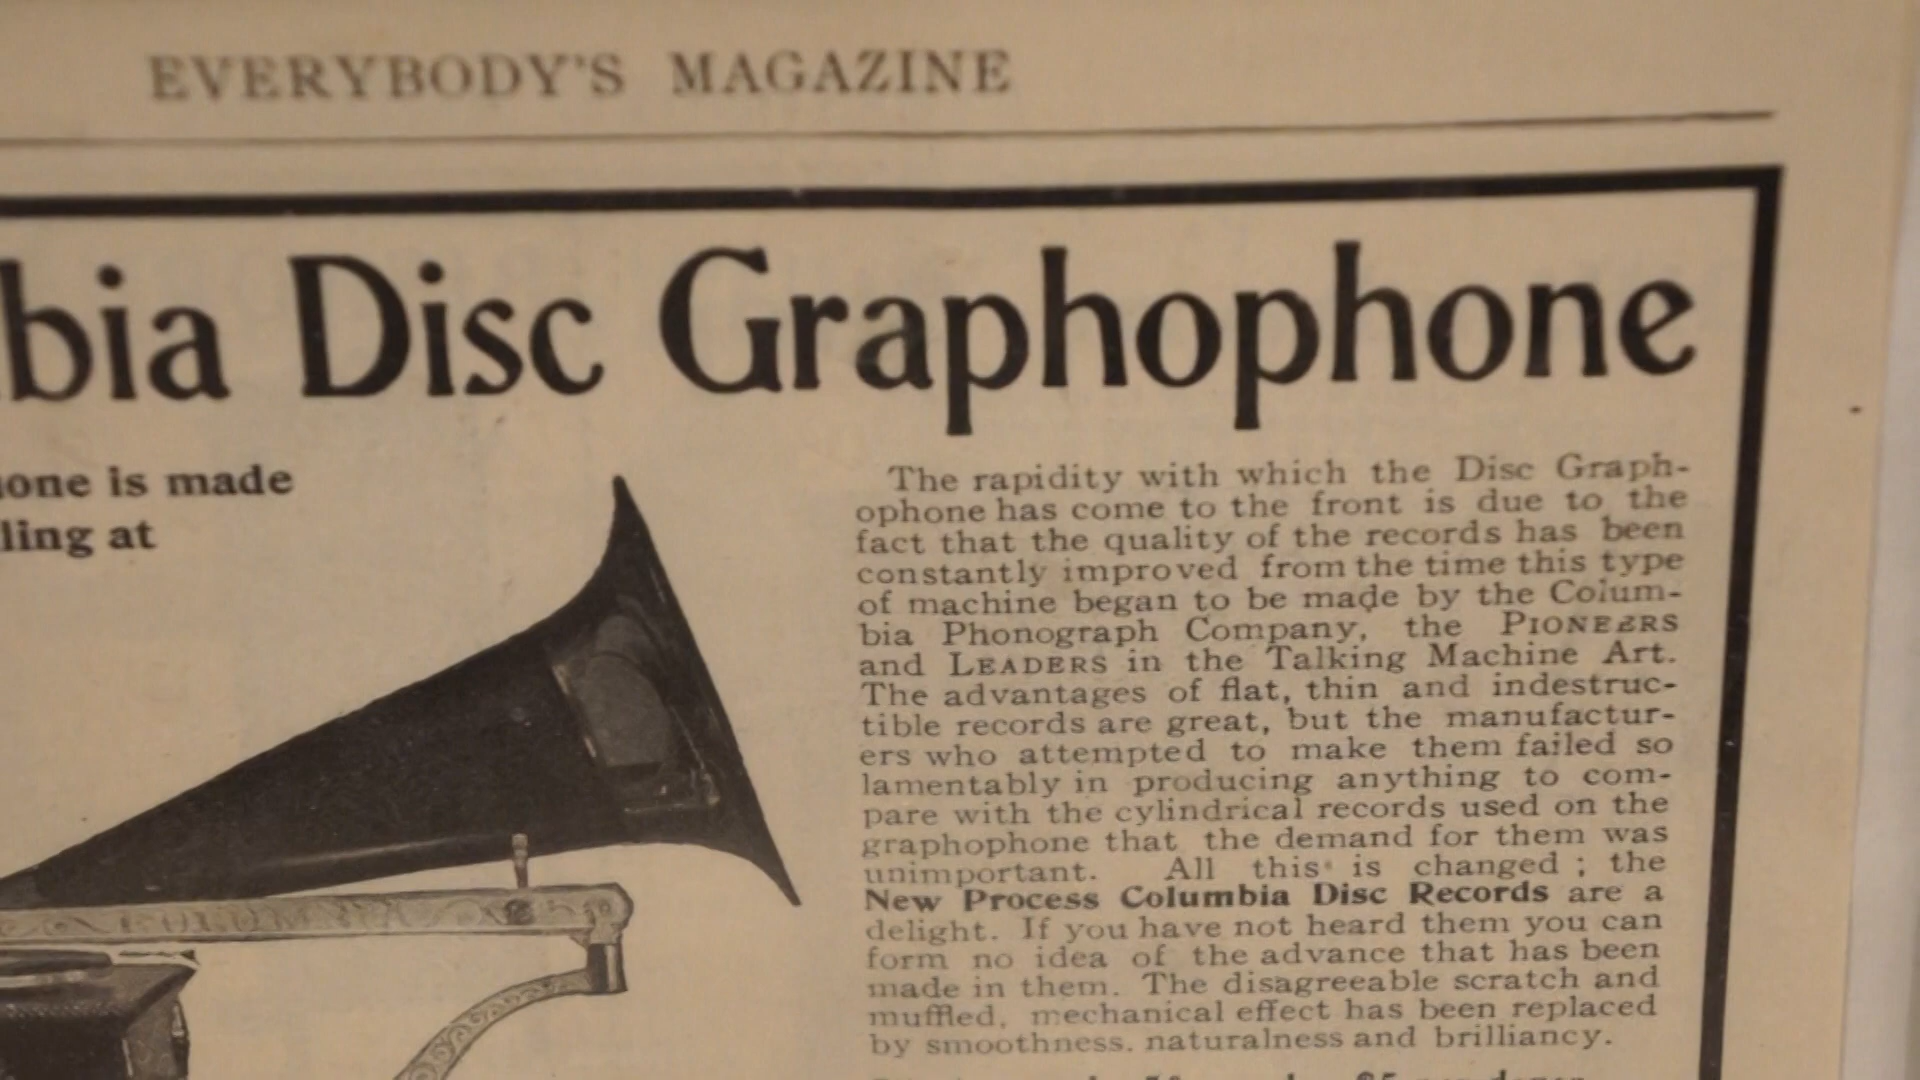 EVERYBODY'S MAGAZINE
bia Disc Graphophone
one is made
ling at
The rapidity with which the Disc Graph-
ophone has come to the front is due to the
fact that the quality of the records has been
constantly improved from the time this type
of machine began to be made by the Colum-
bia Phonograph Company, the PIONEERS
and LEADERS in the Talking Machine Art.
The advantages of flat, thin and indestruc-
tible records are great, but the manufactur-
ers who attempted to make them failed so
lamentably in producing anything to com-
pare with the cylindrical records used on the
graphophone that the demand for them was
unimportant. All this is changed ; the
New Process Columbia Disc Records are a
delight. If you have not heard them you can
form no idea of the advance that has been
made in them. The disagreeable scratch and
muffled, mechanical effect has been replaced
by smoothness, naturalness and brilliancy.